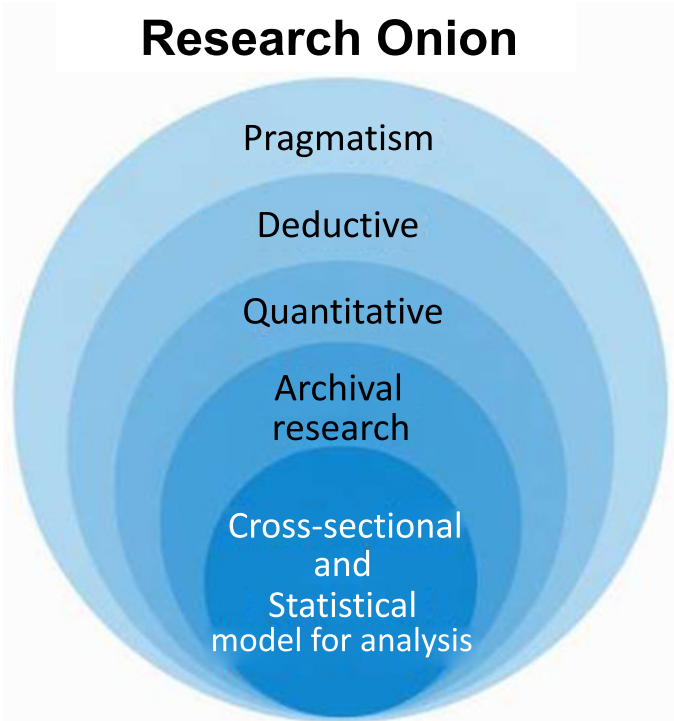 Research Onion
Pragmatism
Deductive
Quantitative
Archival
research
Cross-sectional
and
Statistical
model for analysis